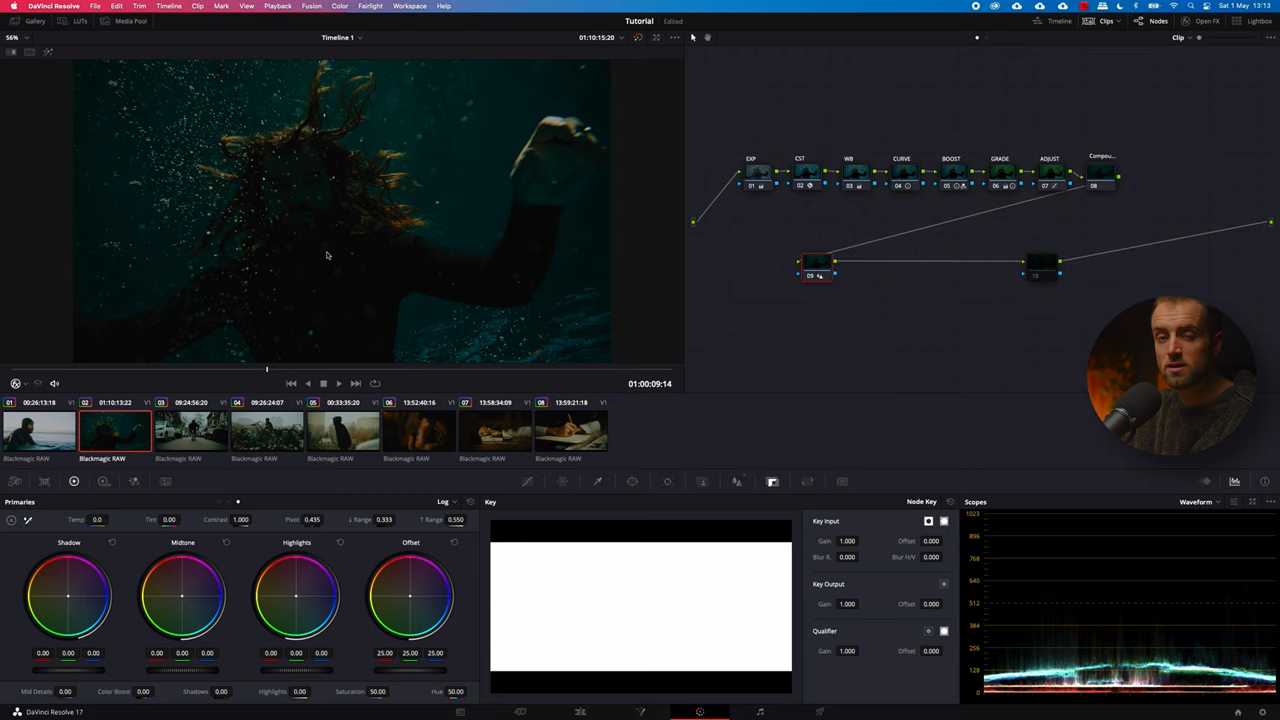 DaVinci Resolve File Edit Trim Timeline Clip Mark View Playback Fusion Color Fairlight Workspace Help Sat 1 May 13:13
Gallery LUTs Media Pool Tutorial Edited Timeline Clips Nodes Open FX Lightbox
56% Timeline 1 01:10:15:20 Clip
EXP CST WB CURVE BOOST GRADE ADJUST Compou...
01 02 03 04 05 06 07 08
09 10
01:00:09:14
01 00:26:13:18 V1 02 01:10:13:22 V1 03 09:24:56:20 V1 04 09:26:24:07 V1 05 00:33:35:20 V1 06 13:52:40:16 V1 07 13:58:34:09 V1 08 13:59:21:18 V1
Blackmagic RAW Blackmagic RAW Blackmagic RAW Blackmagic RAW Blackmagic RAW Blackmagic RAW Blackmagic RAW Blackmagic RAW
Primaries Log Key Node Key Scopes Waveform
Temp 0.0 Tint 0.00 Contrast 1.000 Pivot 0.435 ↓ Range 0.333 ↑ Range 0.550
Shadow Midtone Highlights Offset
0.00 0.00 0.00 0.00 0.00 0.00 0.00 0.00 0.00 25.00 25.00 25.00
Mid Details 0.00 Color Boost 0.00 Shadows 0.00 Highlights 0.00 Saturation 50.00 Hue 50.00
Key Input
Gain 1.000 Offset 0.000
Blur R. 0.000 Blur H/V 0.000
Key Output
Gain 1.000 Offset 0.000
Qualifier
Gain 1.000 Offset 0.000
1023
896
768
640
512
384
256
128
0
DaVinci Resolve 17